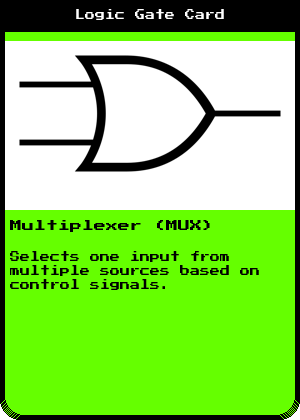 Logic Gate Card
Multiplexer (MUX)
Selects one input from
multiple sources based on
control signals.